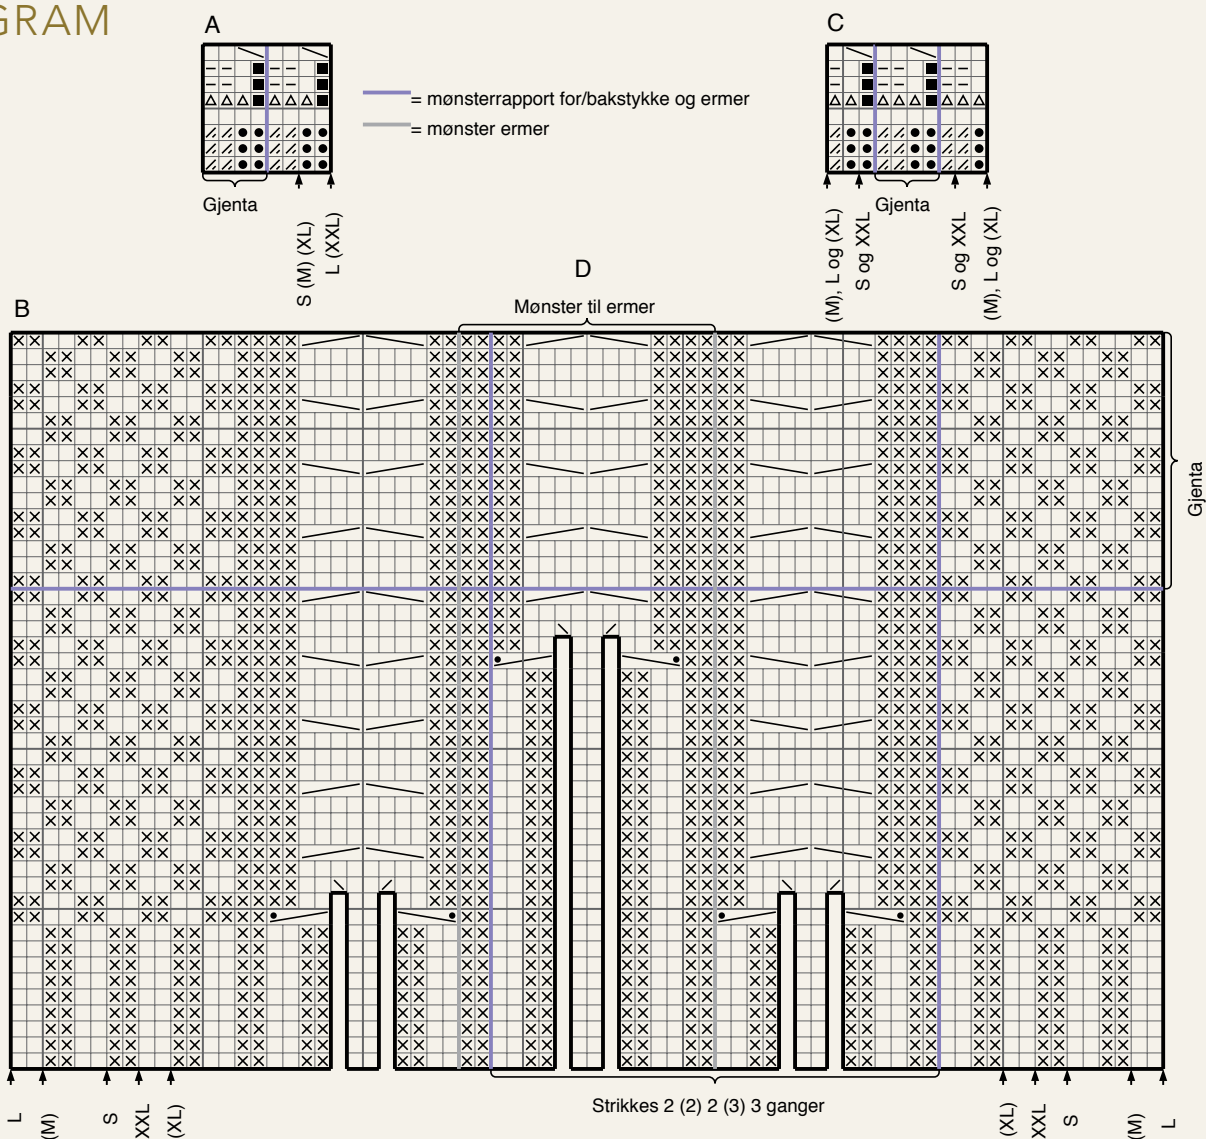 GRAM
A
C
= mønsterrapport for/bakstykke og ermer
= mønster ermer
Gjenta
Gjenta
S (M) (XL)
L (XXL)
(M), L og (XL)
S og XXL
S og XXL
(M), L og (XL)
D
B
Mønster til ermer
Gjenta
Strikkes 2 (2) 2 (3) 3 ganger
L
(M)
S
XXL
(XL)
(XL)
XXL
S
(M)
L